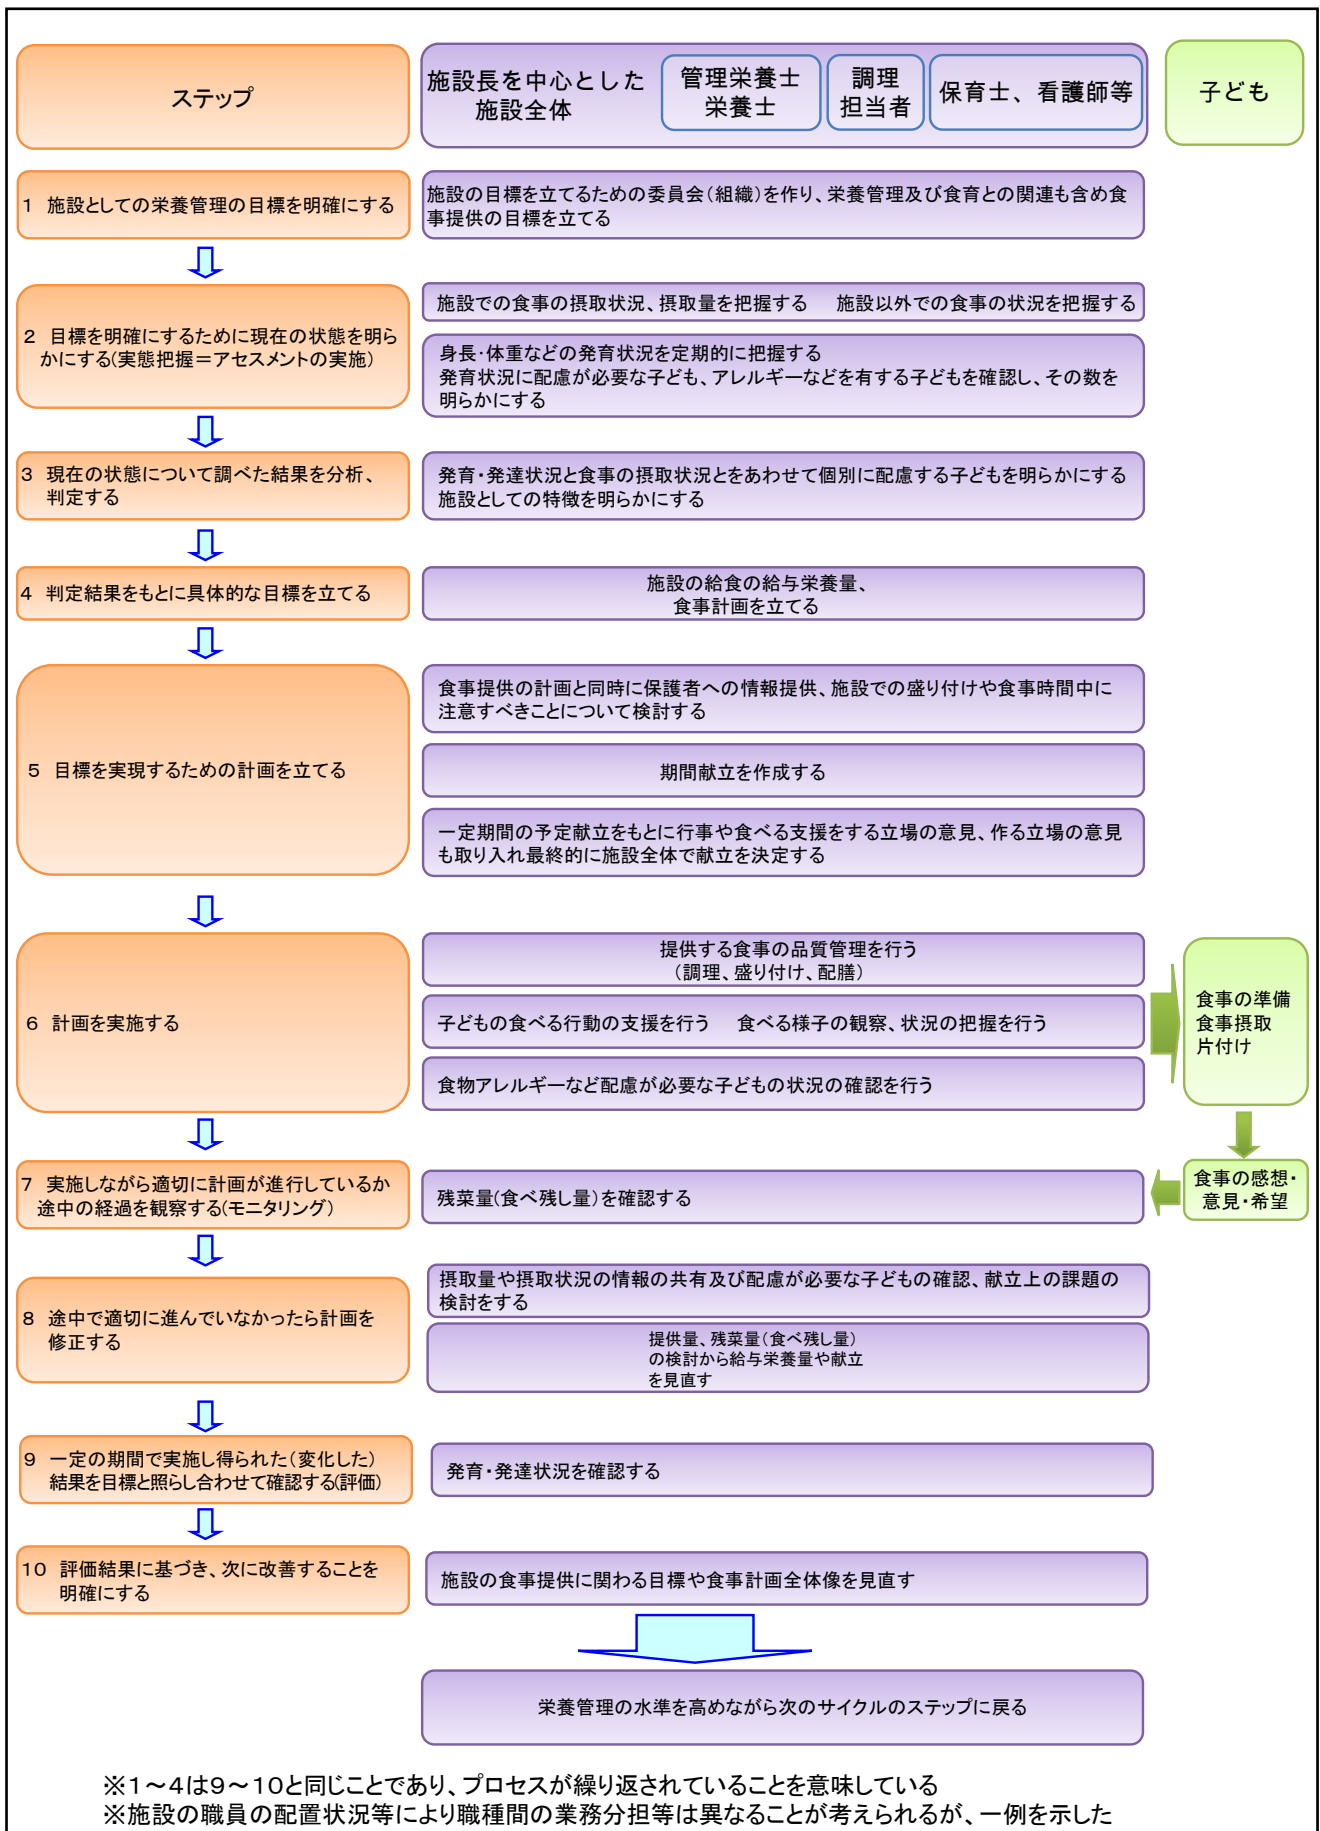 ステップ
施設長を中心とした
施設全体
管理栄養士
栄養士
調理
担当者
保育士、看護師等
子ども
1 施設としての栄養管理の目標を明確にする
施設の目標を立てるための委員会(組織)を作り、栄養管理及び食育との関連も含め食
事提供の目標を立てる
2 目標を明確にするために現在の状態を明ら
かにする(実態把握=アセスメントの実施)
施設での食事の摂取状況、摂取量を把握する 施設以外での食事の状況を把握する
身長・体重などの発育状況を定期的に把握する
発育状況に配慮が必要な子ども、アレルギーなどを有する子どもを確認し、その数を
明らかにする
3 現在の状態について調べた結果を分析、
判定する
発育・発達状況と食事の摂取状況とをあわせて個別に配慮する子どもを明らかにする
施設としての特徴を明らかにする
4 判定結果をもとに具体的な目標を立てる
施設の給食の給与栄養量、
食事計画を立てる
5 目標を実現するための計画を立てる
食事提供の計画と同時に保護者への情報提供、施設での盛り付けや食事時間中に
注意すべきことについて検討する
期間献立を作成する
一定期間の予定献立をもとに行事や食べる支援をする立場の意見、作る立場の意見
も取り入れ最終的に施設全体で献立を決定する
6 計画を実施する
提供する食事の品質管理を行う
(調理、盛り付け、配膳)
子どもの食べる行動の支援を行う 食べる様子の観察、状況の把握を行う
食物アレルギーなど配慮が必要な子どもの状況の確認を行う
食事の準備
食事摂取
片付け
7 実施しながら適切に計画が進行しているか
途中の経過を観察する(モニタリング)
残菜量(食べ残し量)を確認する
食事の感想・
意見・希望
8 途中で適切に進んでいなかったら計画を
修正する
摂取量や摂取状況の情報の共有及び配慮が必要な子どもの確認、献立上の課題の
検討をする
提供量、残菜量(食べ残し量)
の検討から給与栄養量や献立
を見直す
9 一定の期間で実施し得られた(変化した)
結果を目標と照らし合わせて確認する(評価)
発育・発達状況を確認する
10 評価結果に基づき、次に改善することを
明確にする
施設の食事提供に関わる目標や食事計画全体像を見直す
栄養管理の水準を高めながら次のサイクルのステップに戻る
※1~4は9~10と同じことであり、プロセスが繰り返されていることを意味している
※施設の職員の配置状況等により職種間の業務分担等は異なることが考えられるが、一例を示した